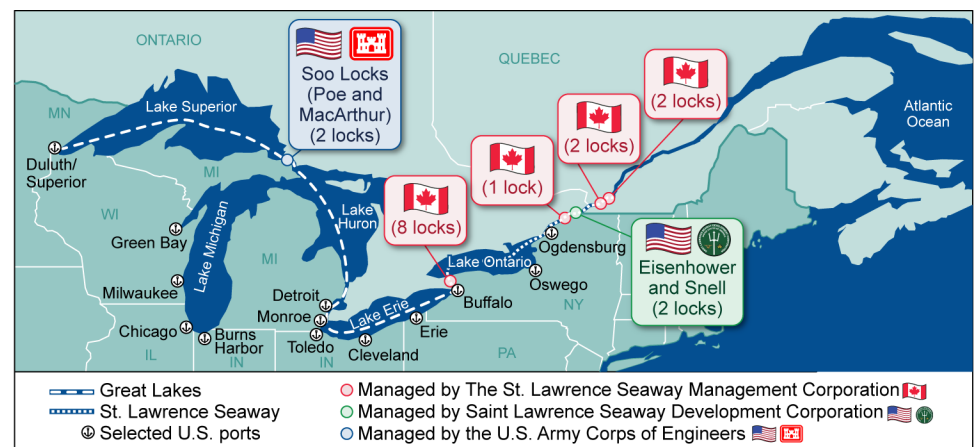 ONTARIO
QUEBEC
MN
Lake Superior
Soo Locks
(Poe and
MacArthur)
(2 locks)
(2 locks)
(2 locks)
(1 lock)
(8 locks)
Atlantic
Ocean
Duluth/
Superior
MI
WI
Green Bay
Lake Michigan
MI
Lake
Huron
Milwaukee
Detroit
Monroe
Chicago
Burns
Harbor
Toledo
Lake Erie
Cleveland
Erie
Buffalo
Lake Ontario
Ogdensburg
Oswego
NY
Eisenhower
and Snell
(2 locks)
IL
IN
IN
PA
Great Lakes
St. Lawrence Seaway
Selected U.S. ports
Managed by The St. Lawrence Seaway Management Corporation
Managed by Saint Lawrence Seaway Development Corporation
Managed by the U.S. Army Corps of Engineers